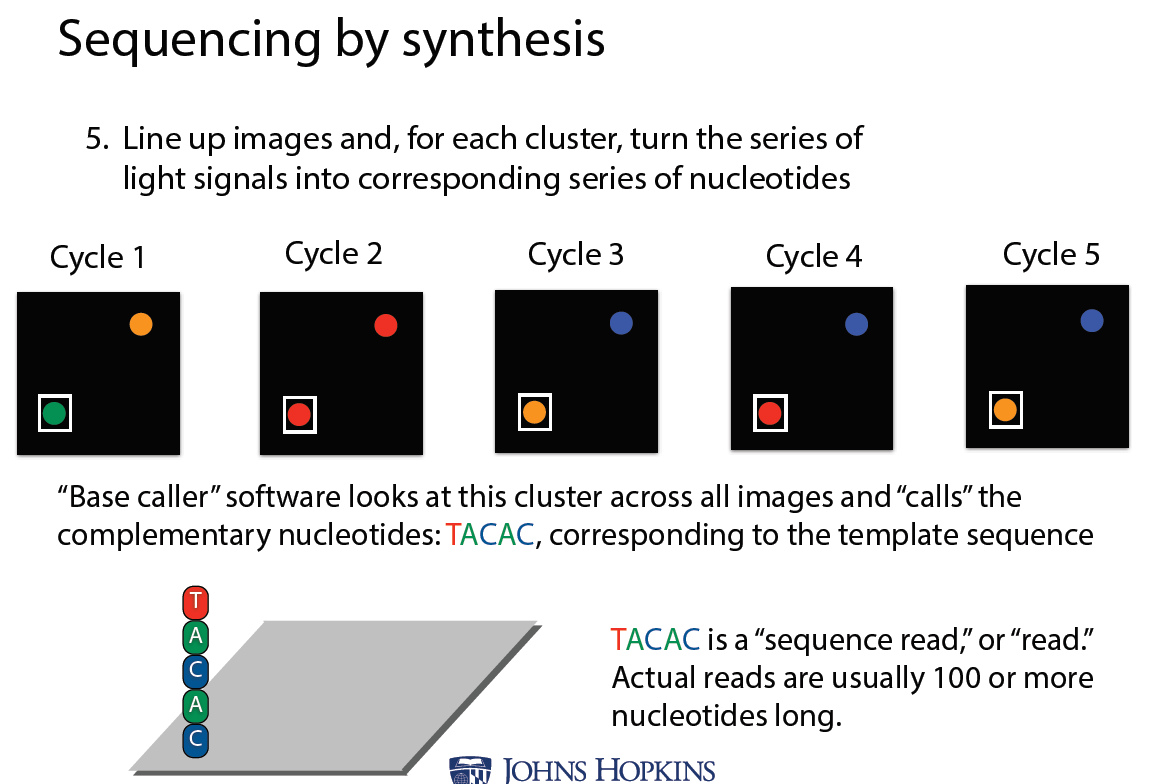 Sequencing by synthesis
5. Line up images and, for each cluster, turn the series of
light signals into corresponding series of nucleotides
Cycle 1
Cycle 2
Cycle 3
Cycle 4
Cycle 5
“Base caller” software looks at this cluster across all images and “calls” the
complementary nucleotides: TACAC, corresponding to the template sequence
T
A
C
A
C
TACAC is a “sequence read,” or “read.”
Actual reads are usually 100 or more
nucleotides long.
JOHNS HOPKINS